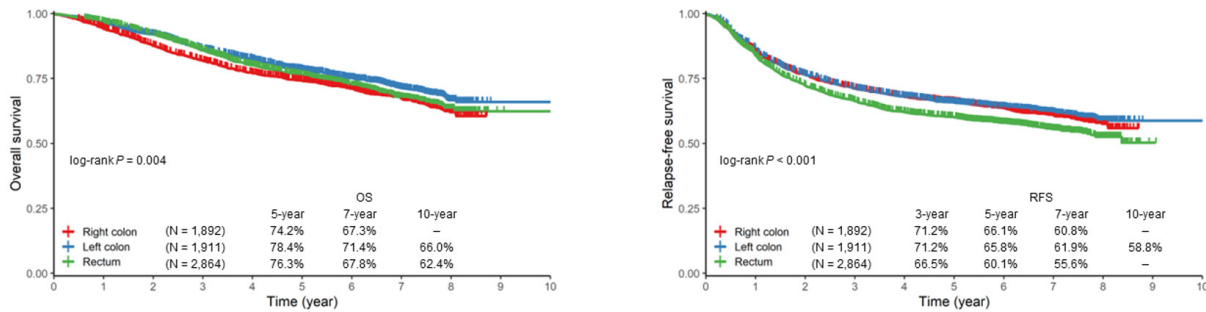 1.00
0.75
0.50
0.25
0.00
Overall survival
log-rank P = 0.004
OS
5-year 7-year 10-year
Right colon (N = 1,892) 74.2% 67.3% –
Left colon (N = 1,911) 78.4% 71.4% 66.0%
Rectum (N = 2,864) 76.3% 67.8% 62.4%
0 1 2 3 4 5 6 7 8 9 10
Time (year)
1.00
0.75
0.50
0.25
0.00
Relapse-free survival
log-rank P < 0.001
RFS
3-year 5-year 7-year 10-year
Right colon (N = 1,892) 71.2% 66.1% 60.8% –
Left colon (N = 1,911) 71.2% 65.8% 61.9% 58.8%
Rectum (N = 2,864) 66.5% 60.1% 55.6% –
0 1 2 3 4 5 6 7 8 9 10
Time (year)